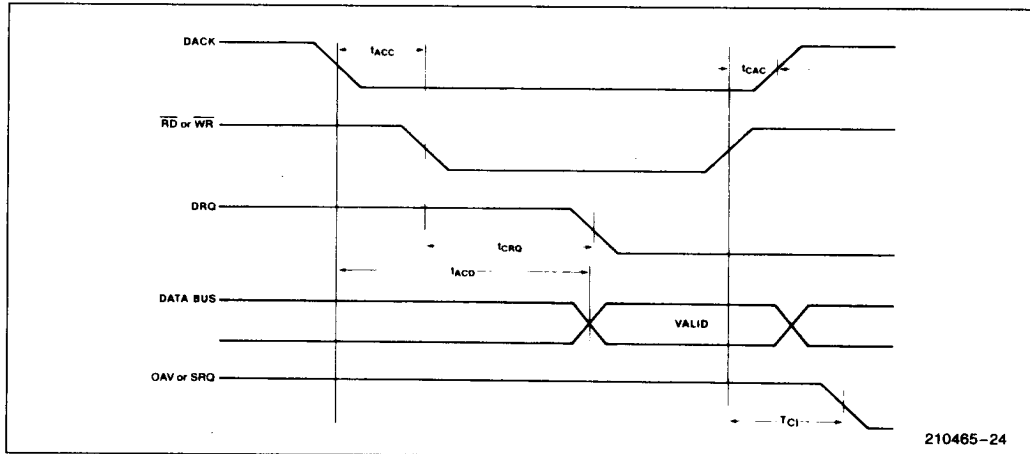 DACK
tACC
tCAC
RD or WR
DRQ
tCRQ
tACD
DATA BUS
VALID
OAV or SRQ
TCI
210465–24